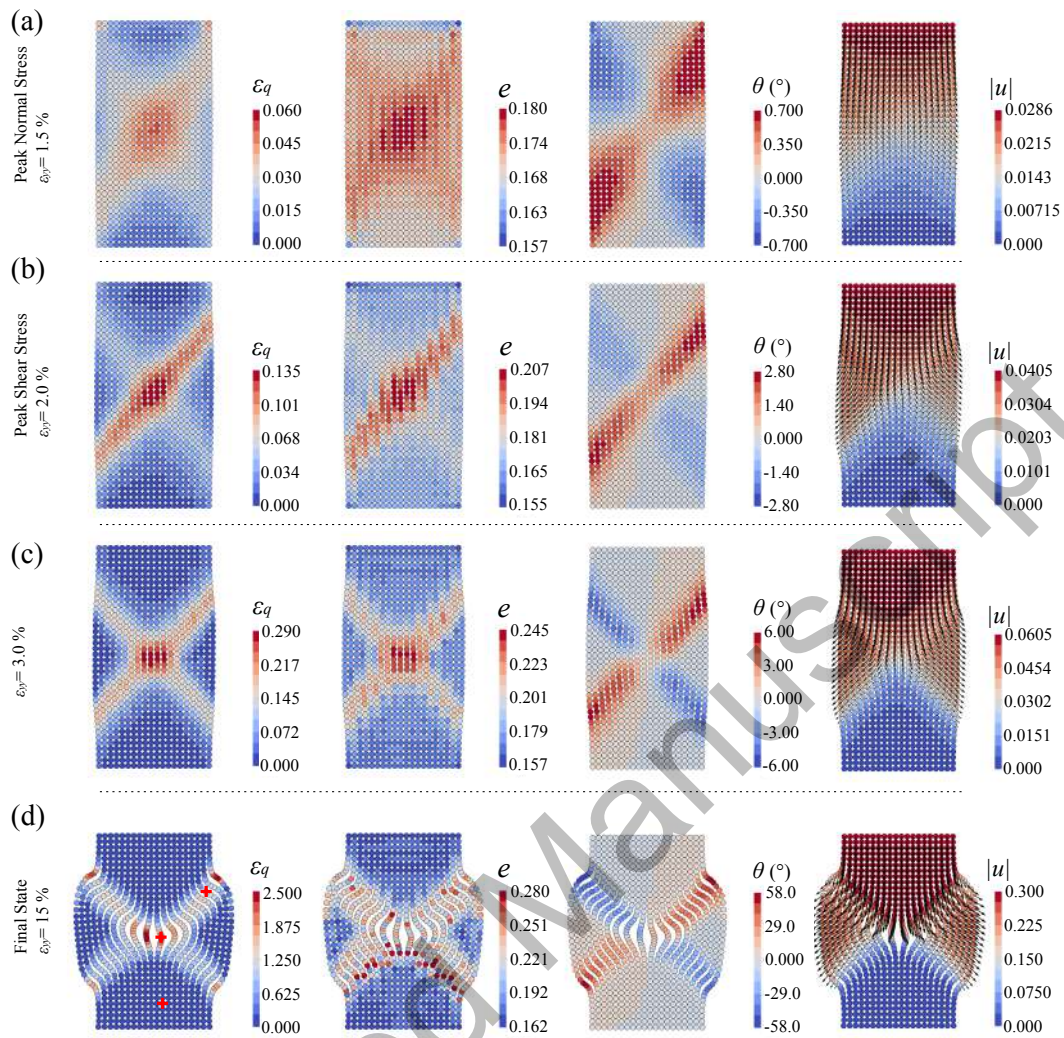 (a)
Peak Normal Stress
εyy= 1.5 %
εq
0.060
0.045
0.030
0.015
0.000
e
0.180
0.174
0.168
0.163
0.157
θ (°)
0.700
0.350
0.000
-0.350
-0.700
|u|
0.0286
0.0215
0.0143
0.00715
0.000
(b)
Peak Shear Stress
εyy= 2.0 %
εq
0.135
0.101
0.068
0.034
0.000
e
0.207
0.194
0.181
0.165
0.155
θ (°)
2.80
1.40
0.000
-1.40
-2.80
|u|
0.0405
0.0304
0.0203
0.0101
0.000
(c)
εyy= 3.0 %
εq
0.290
0.217
0.145
0.072
0.000
e
0.245
0.223
0.201
0.179
0.157
θ (°)
6.00
3.00
0.000
-3.00
-6.00
|u|
0.0605
0.0454
0.0302
0.0151
0.000
(d)
Final State
εyy= 15 %
εq
2.500
1.875
1.250
0.625
0.000
e
0.280
0.251
0.221
0.192
0.162
θ (°)
58.0
29.0
0.000
-29.0
-58.0
|u|
0.300
0.225
0.150
0.0750
0.000
Manuscript